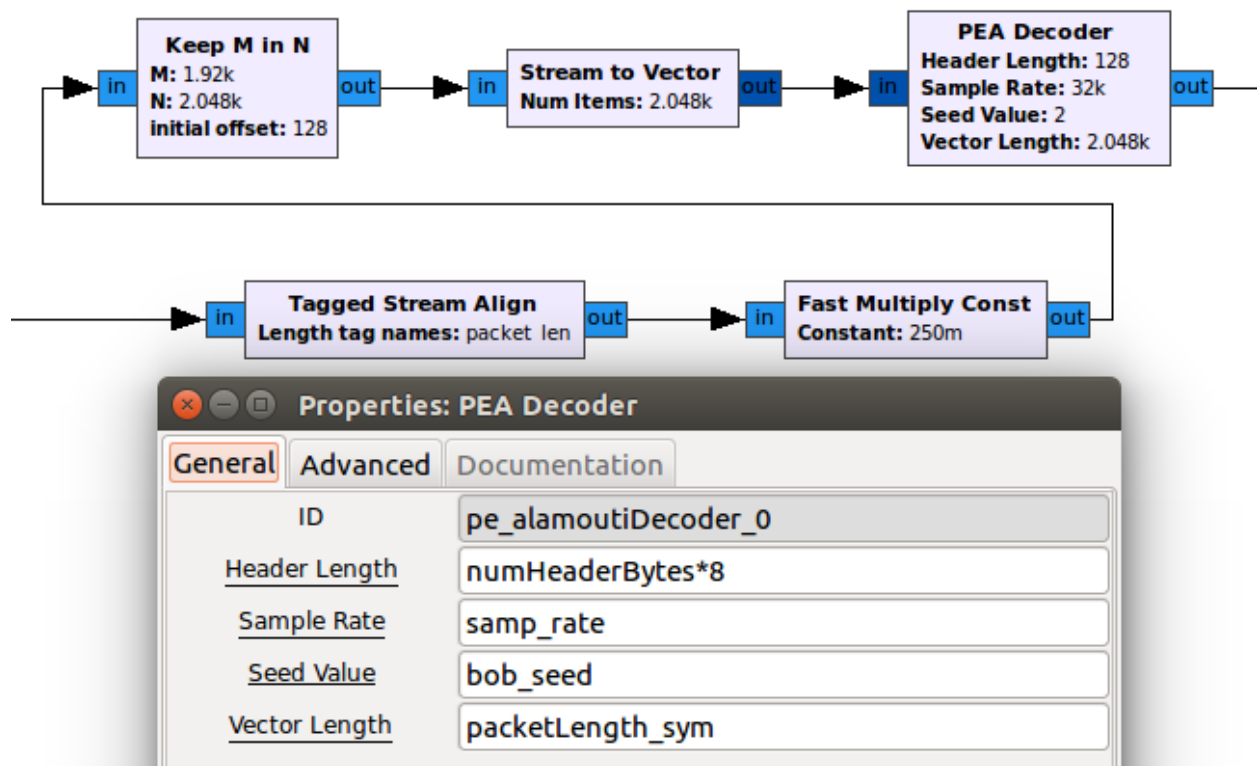 Keep M in N
M: 1.92k
N: 2.048k
initial offset: 128
in
out
Stream to Vector
Num Items: 2.048k
in
out
PEA Decoder
Header Length: 128
Sample Rate: 32k
Seed Value: 2
Vector Length: 2.048k
in
out
Tagged Stream Align
Length tag names: packet_len
in
out
Fast Multiply Const
Constant: 250m
in
out
Properties: PEA Decoder
General Advanced Documentation
ID pe_alamoutiDecoder_0
Header Length numHeaderBytes*8
Sample Rate samp_rate
Seed Value bob_seed
Vector Length packetLength_sym